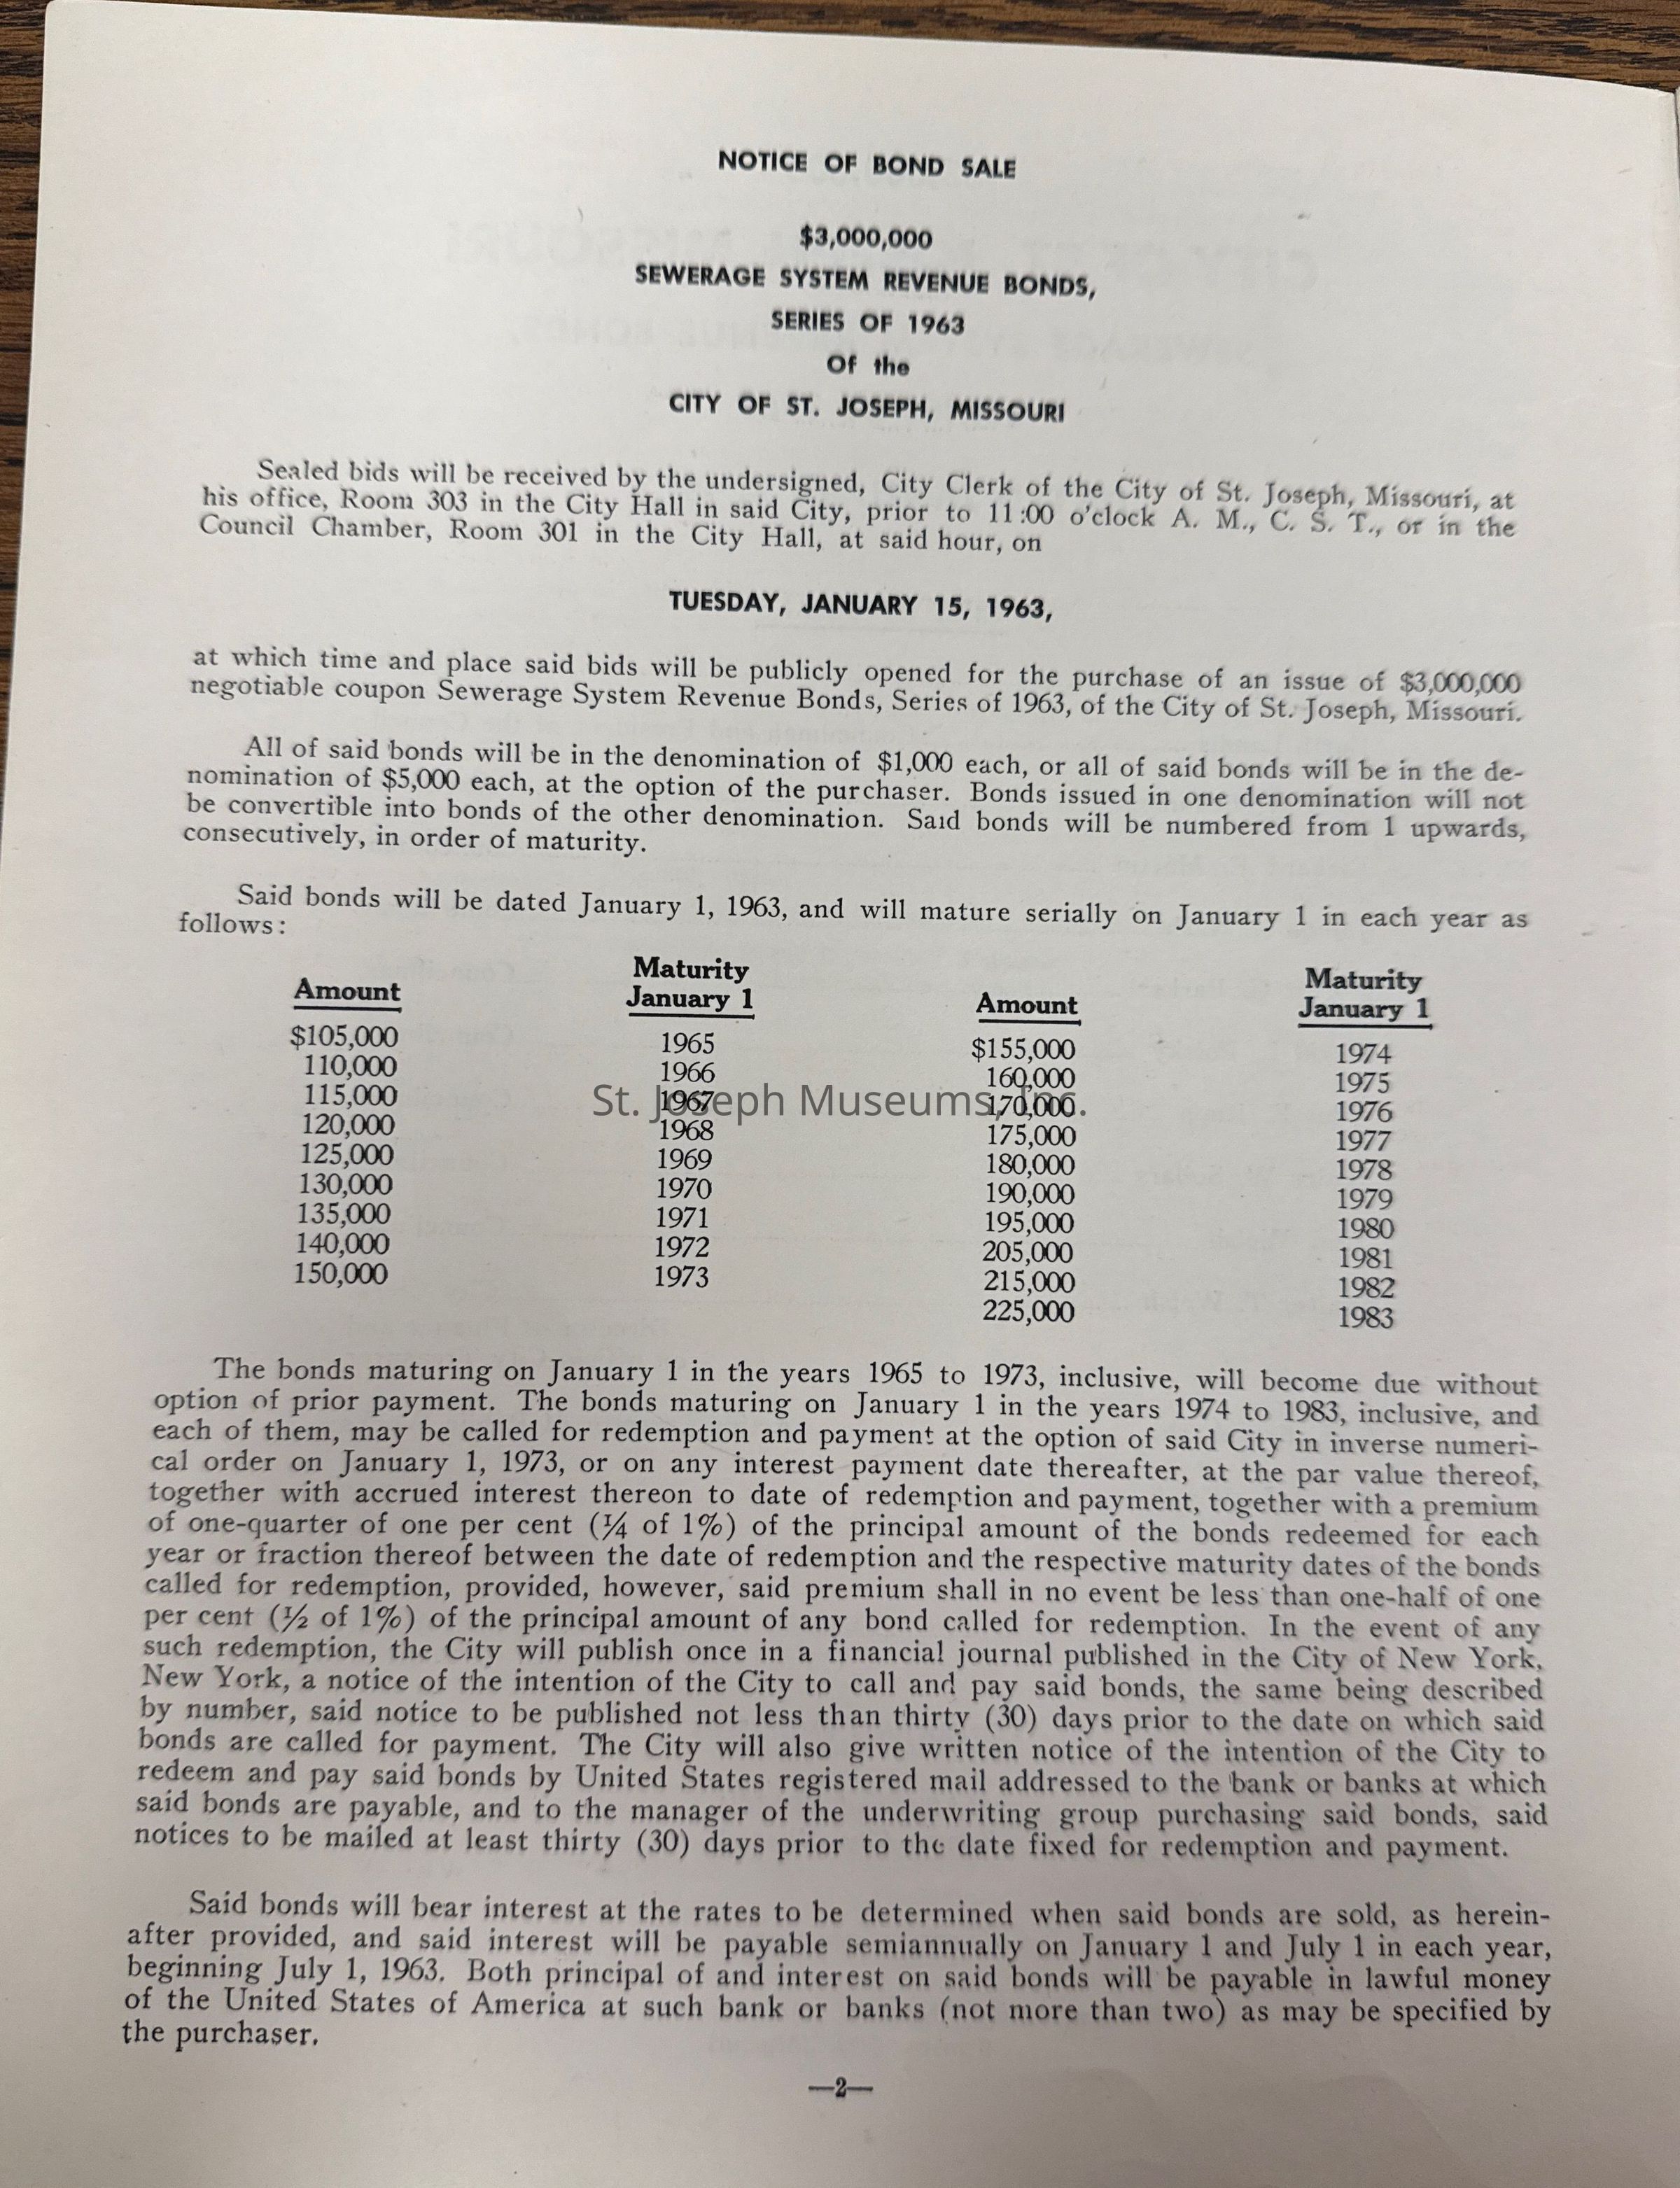 NOTICE OF BOND SALE
$3,000,000
SEWERAGE SYSTEM REVENUE BONDS,
SERIES OF 1963
Of the
CITY OF ST. JOSEPH, MISSOURI
Sealed bids will be received by the undersigned, City Clerk of the City of St. Joseph, Missouri, at
his office, Room 303 in the City Hall in said City, prior to 11:00 o'clock A. M., C. S. T., or in the
Council Chamber, Room 301 in the City Hall, at said hour, on
TUESDAY, JANUARY 15, 1963,
at which time and place said bids will be publicly opened for the purchase of an issue of $3,000,000
negotiable coupon Sewerage System Revenue Bonds, Series of 1963, of the City of St. Joseph, Missouri.
All of said bonds will be in the denomination of $1,000 each, or all of said bonds will be in the de-
nomination of $5,000 each, at the option of the purchaser. Bonds issued in one denomination will not
be convertible into bonds of the other denomination. Said bonds will be numbered from 1 upwards,
consecutively, in order of maturity.
Said bonds will be dated January 1, 1963, and will mature serially on January 1 in each year as
follows:
Amount Maturity January 1 Amount Maturity January 1
$105,000 1965 $155,000 1974
110,000 1966 160,000 1975
115,000 1967 170,000 1976
120,000 1968 175,000 1977
125,000 1969 180,000 1978
130,000 1970 190,000 1979
135,000 1971 195,000 1980
140,000 1972 205,000 1981
150,000 1973 215,000 1982
225,000 1983
St. Joseph Museums, Inc.
The bonds maturing on January 1 in the years 1965 to 1973, inclusive, will become due without
option of prior payment. The bonds maturing on January 1 in the years 1974 to 1983, inclusive, and
each of them, may be called for redemption and payment at the option of said City in inverse numeri-
cal order on January 1, 1973, or on any interest payment date thereafter, at the par value thereof,
together with accrued interest thereon to date of redemption and payment, together with a premium
of one-quarter of one per cent (¼ of 1%) of the principal amount of the bonds redeemed for each
year or fraction thereof between the date of redemption and the respective maturity dates of the bonds
called for redemption, provided, however, said premium shall in no event be less than one-half of one
per cent (½ of 1%) of the principal amount of any bond called for redemption. In the event of any
such redemption, the City will publish once in a financial journal published in the City of New York,
New York, a notice of the intention of the City to call and pay said bonds, the same being described
by number, said notice to be published not less than thirty (30) days prior to the date on which said
bonds are called for payment. The City will also give written notice of the intention of the City to
redeem and pay said bonds by United States registered mail addressed to the bank or banks at which
said bonds are payable, and to the manager of the underwriting group purchasing said bonds, said
notices to be mailed at least thirty (30) days prior to the date fixed for redemption and payment.
Said bonds will bear interest at the rates to be determined when said bonds are sold, as herein-
after provided, and said interest will be payable semiannually on January 1 and July 1 in each year,
beginning July 1, 1963. Both principal of and interest on said bonds will be payable in lawful money
of the United States of America at such bank or banks (not more than two) as may be specified by
the purchaser.
—2—